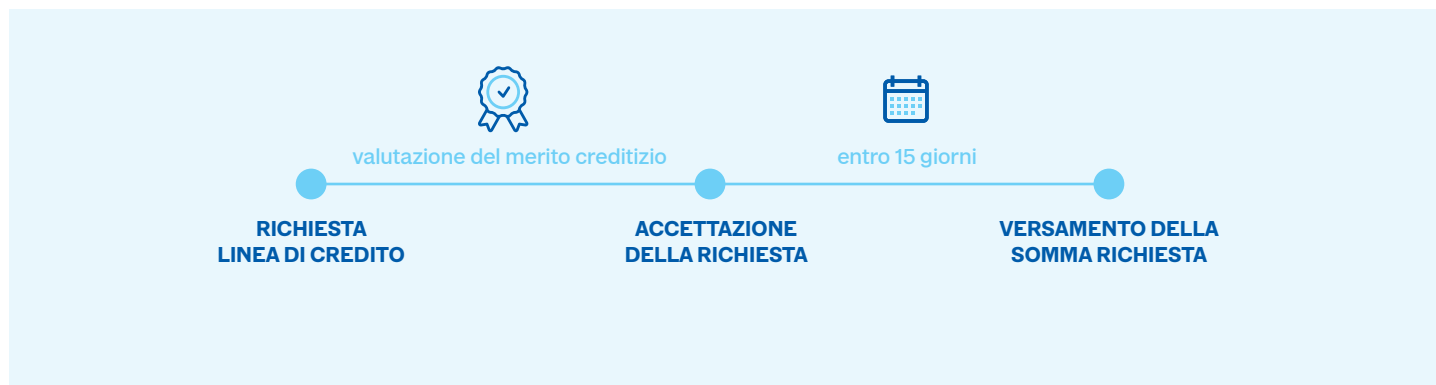 valutazione del merito creditizio
entro 15 giorni
RICHIESTA
LINEA DI CREDITO
ACCETTAZIONE
DELLA RICHIESTA
VERSAMENTO DELLA
SOMMA RICHIESTA